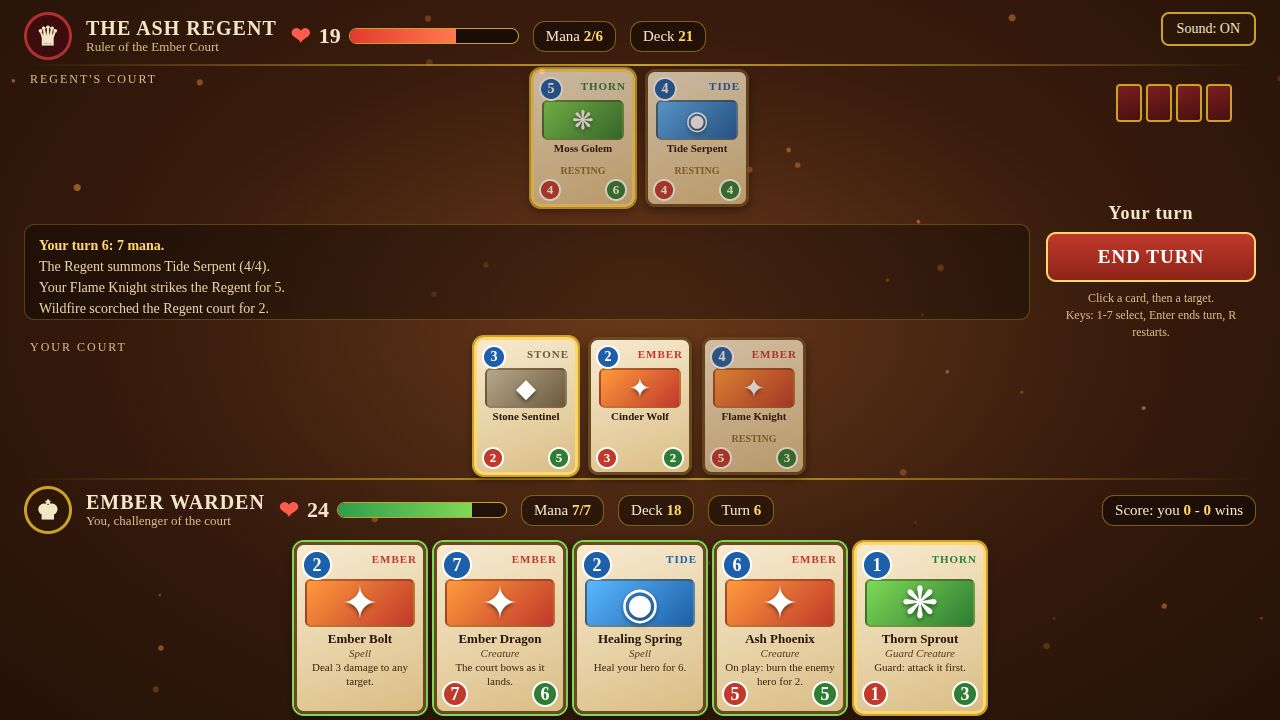 THE ASH REGENT
Ruler of the Ember Court
19
Mana 2/6
Deck 21
Sound: ON
REGENT'S COURT
5
THORN
Moss Golem
RESTING
4
6
4
TIDE
Tide Serpent
RESTING
4
4
Your turn 6: 7 mana.
The Regent summons Tide Serpent (4/4).
Your Flame Knight strikes the Regent for 5.
Wildfire scorched the Regent court for 2.
Your turn
END TURN
Click a card, then a target.
Keys: 1-7 select, Enter ends turn, R
restarts.
YOUR COURT
3
STONE
Stone Sentinel
2
5
2
EMBER
Cinder Wolf
3
2
4
EMBER
Flame Knight
RESTING
5
3
EMBER WARDEN
You, challenger of the court
24
Mana 7/7
Deck 18
Turn 6
Score: you 0 - 0 wins
2
EMBER
Ember Bolt
Spell
Deal 3 damage to any
target.
7
EMBER
Ember Dragon
Creature
The court bows as it
lands.
7
6
2
TIDE
Healing Spring
Spell
Heal your hero for 6.
6
EMBER
Ash Phoenix
Creature
On play: burn the enemy
hero for 2.
5
5
1
THORN
Thorn Sprout
Guard Creature
Guard: attack it first.
1
3